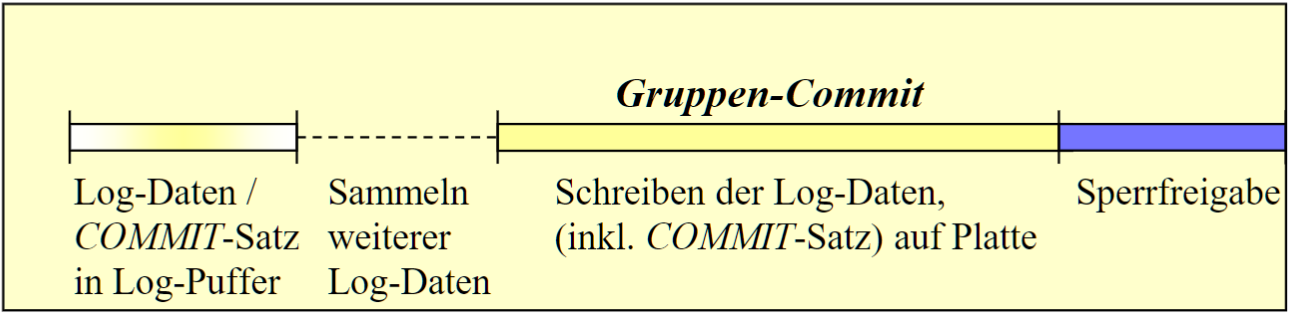 Gruppen-Commit
Log-Daten /
COMMIT-Satz
in Log-Puffer
Sammeln
weiterer
Log-Daten
Schreiben der Log-Daten,
(inkl. COMMIT-Satz) auf Platte
Sperrfreigabe